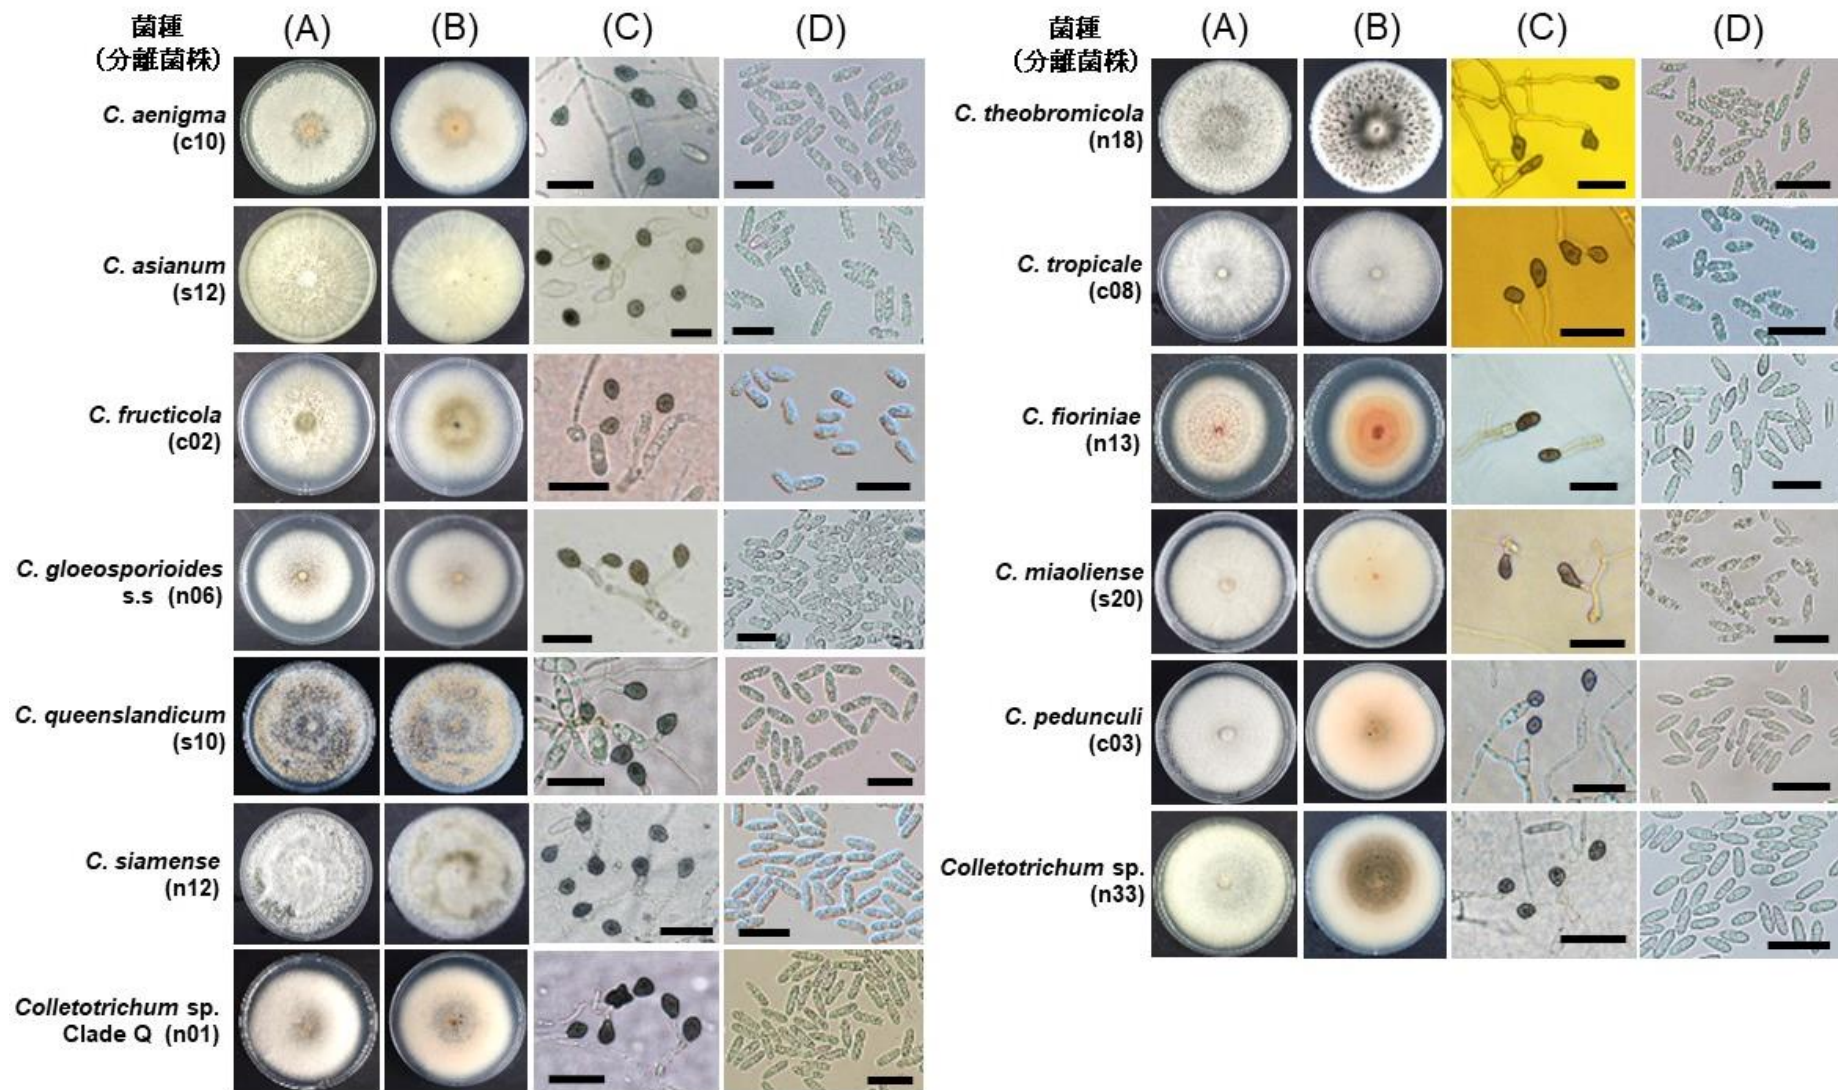 菌種
(分離菌株)
(A)
(B)
(C)
(D)
C. aenigma
(c10)
C. asianum
(s12)
C. fructicola
(c02)
C. gloeosporioides
s.s (n06)
C. queenslandicum
(s10)
C. siamense
(n12)
Colletotrichum sp.
Clade Q (n01)
菌種
(分離菌株)
(A)
(B)
(C)
(D)
C. theobromicola
(n18)
C. tropicale
(c08)
C. fioriniae
(n13)
C. miaoliense
(s20)
C. pedunculi
(c03)
Colletotrichum sp.
(n33)